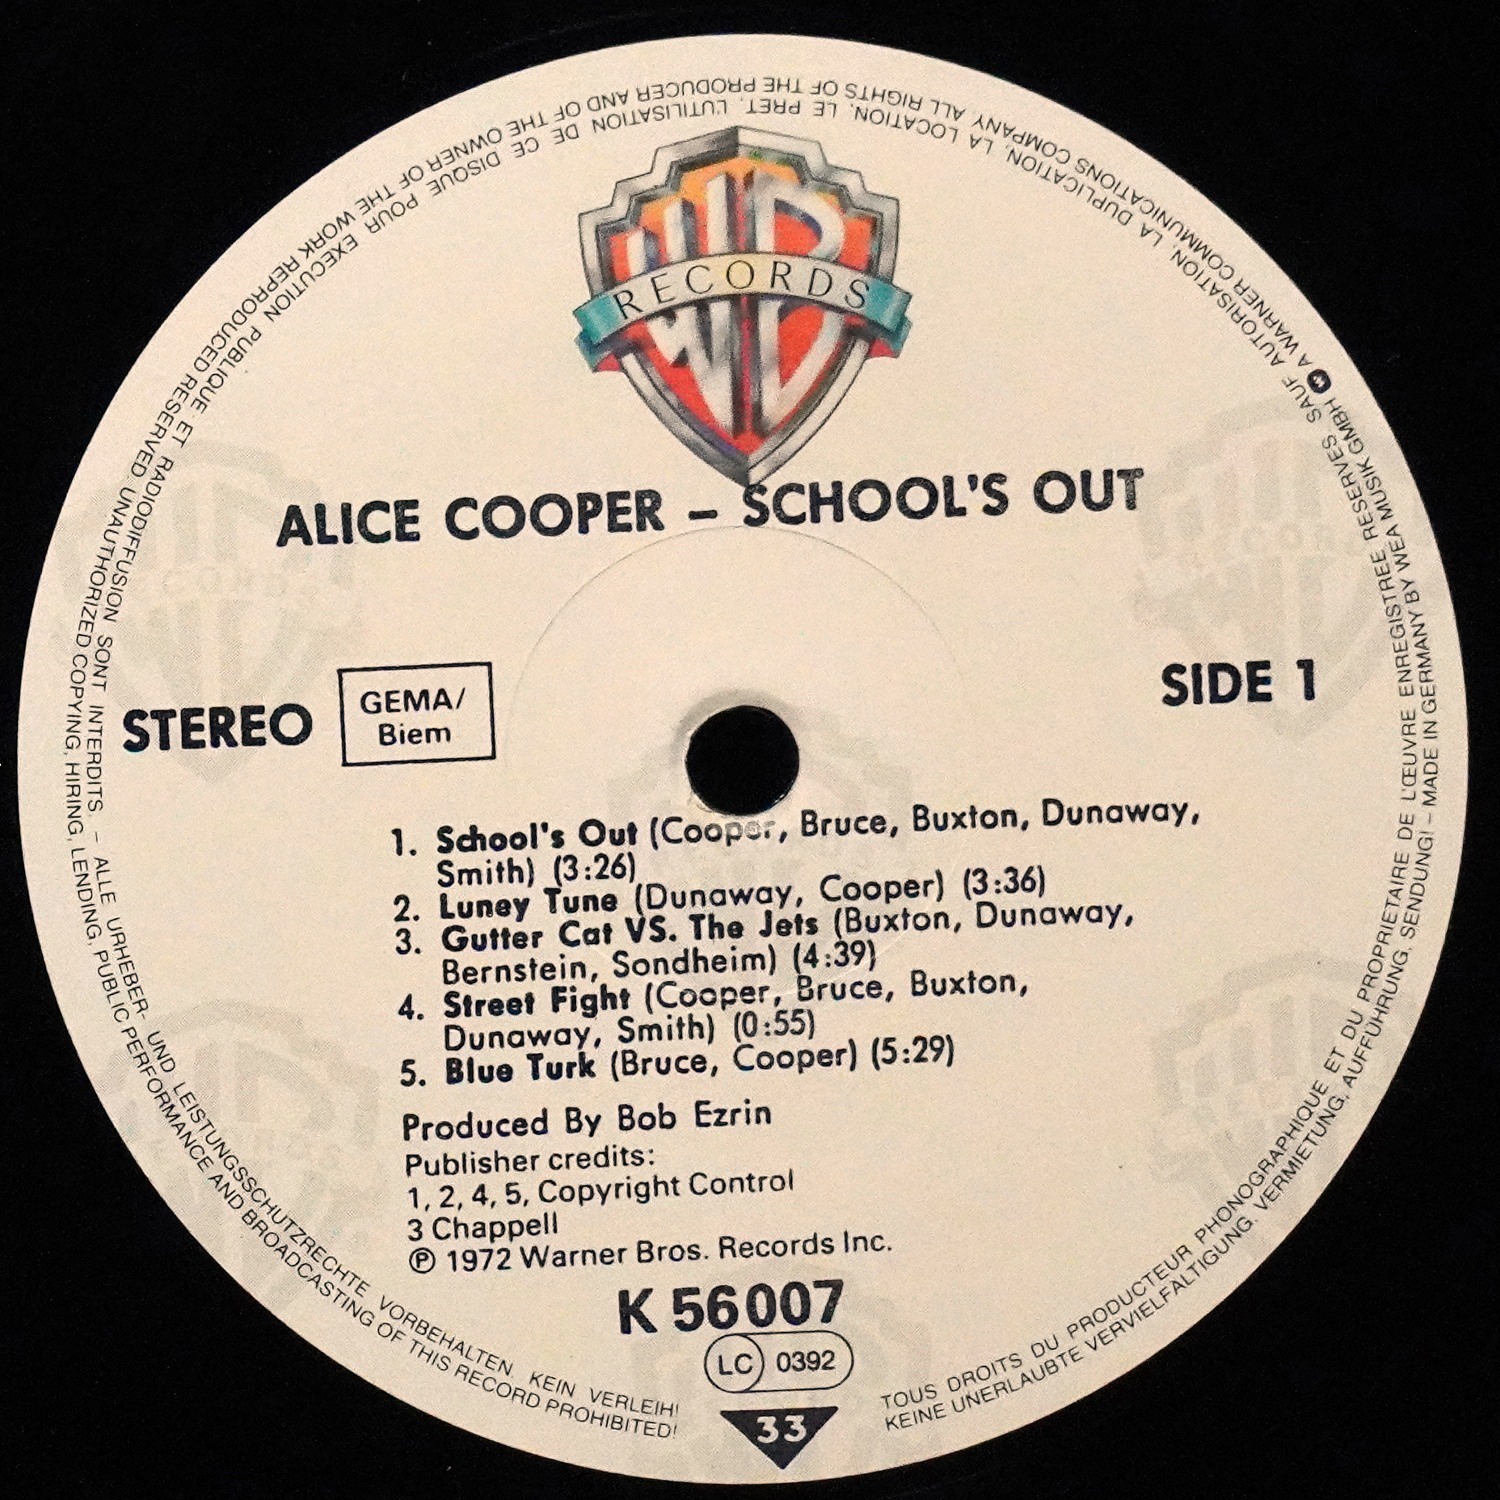 WB
RECORDS
ALICE COOPER – SCHOOL'S OUT
STEREO
GEMA/
Biem
SIDE 1
1. School's Out (Cooper, Bruce, Buxton, Dunaway,
Smith) (3:26)
2. Luney Tune (Dunaway, Cooper) (3:36)
3. Gutter Cat VS. The Jets (Buxton, Dunaway,
Bernstein, Sondheim) (4:39)
4. Street Fight (Cooper, Bruce, Buxton,
Dunaway, Smith) (0:55)
5. Blue Turk (Bruce, Cooper) (5:29)
Produced By Bob Ezrin
Publisher credits:
1, 2, 4, 5, Copyright Control
3 Chappell
℗ 1972 Warner Bros. Records Inc.
K 56007
LC 0392
33
TOUS DROITS DU PRODUCTEUR PHONOGRAPHIQUE ET DU PROPRIETAIRE DE L'ŒUVRE ENREGISTREE RESERVES. SAUF AUTORISATION, LA DUPLICATION, LA LOCATION, LE PRET, L'UTILISATION DE CE DISQUE POUR EXECUTION PUBLIQUE ET RADIODIFFUSION SONT INTERDITS. – ALLE URHEBER- UND LEISTUNGSSCHUTZRECHTE VORBEHALTEN. KEIN VERLEIH!
KEINE UNERLAUBTE VERVIELFÄLTIGUNG, VERMIETUNG, AUFFÜHRUNG, SENDUNG! – MADE IN GERMANY BY WEA MUSIK GMBH A WARNER COMMUNICATIONS COMPANY ALL RIGHTS OF THE PRODUCER AND OF THE OWNER OF THE WORK REPRODUCED RESERVED UNAUTHORIZED COPYING, HIRING, LENDING, PUBLIC PERFORMANCE AND BROADCASTING OF THIS RECORD PROHIBITED!